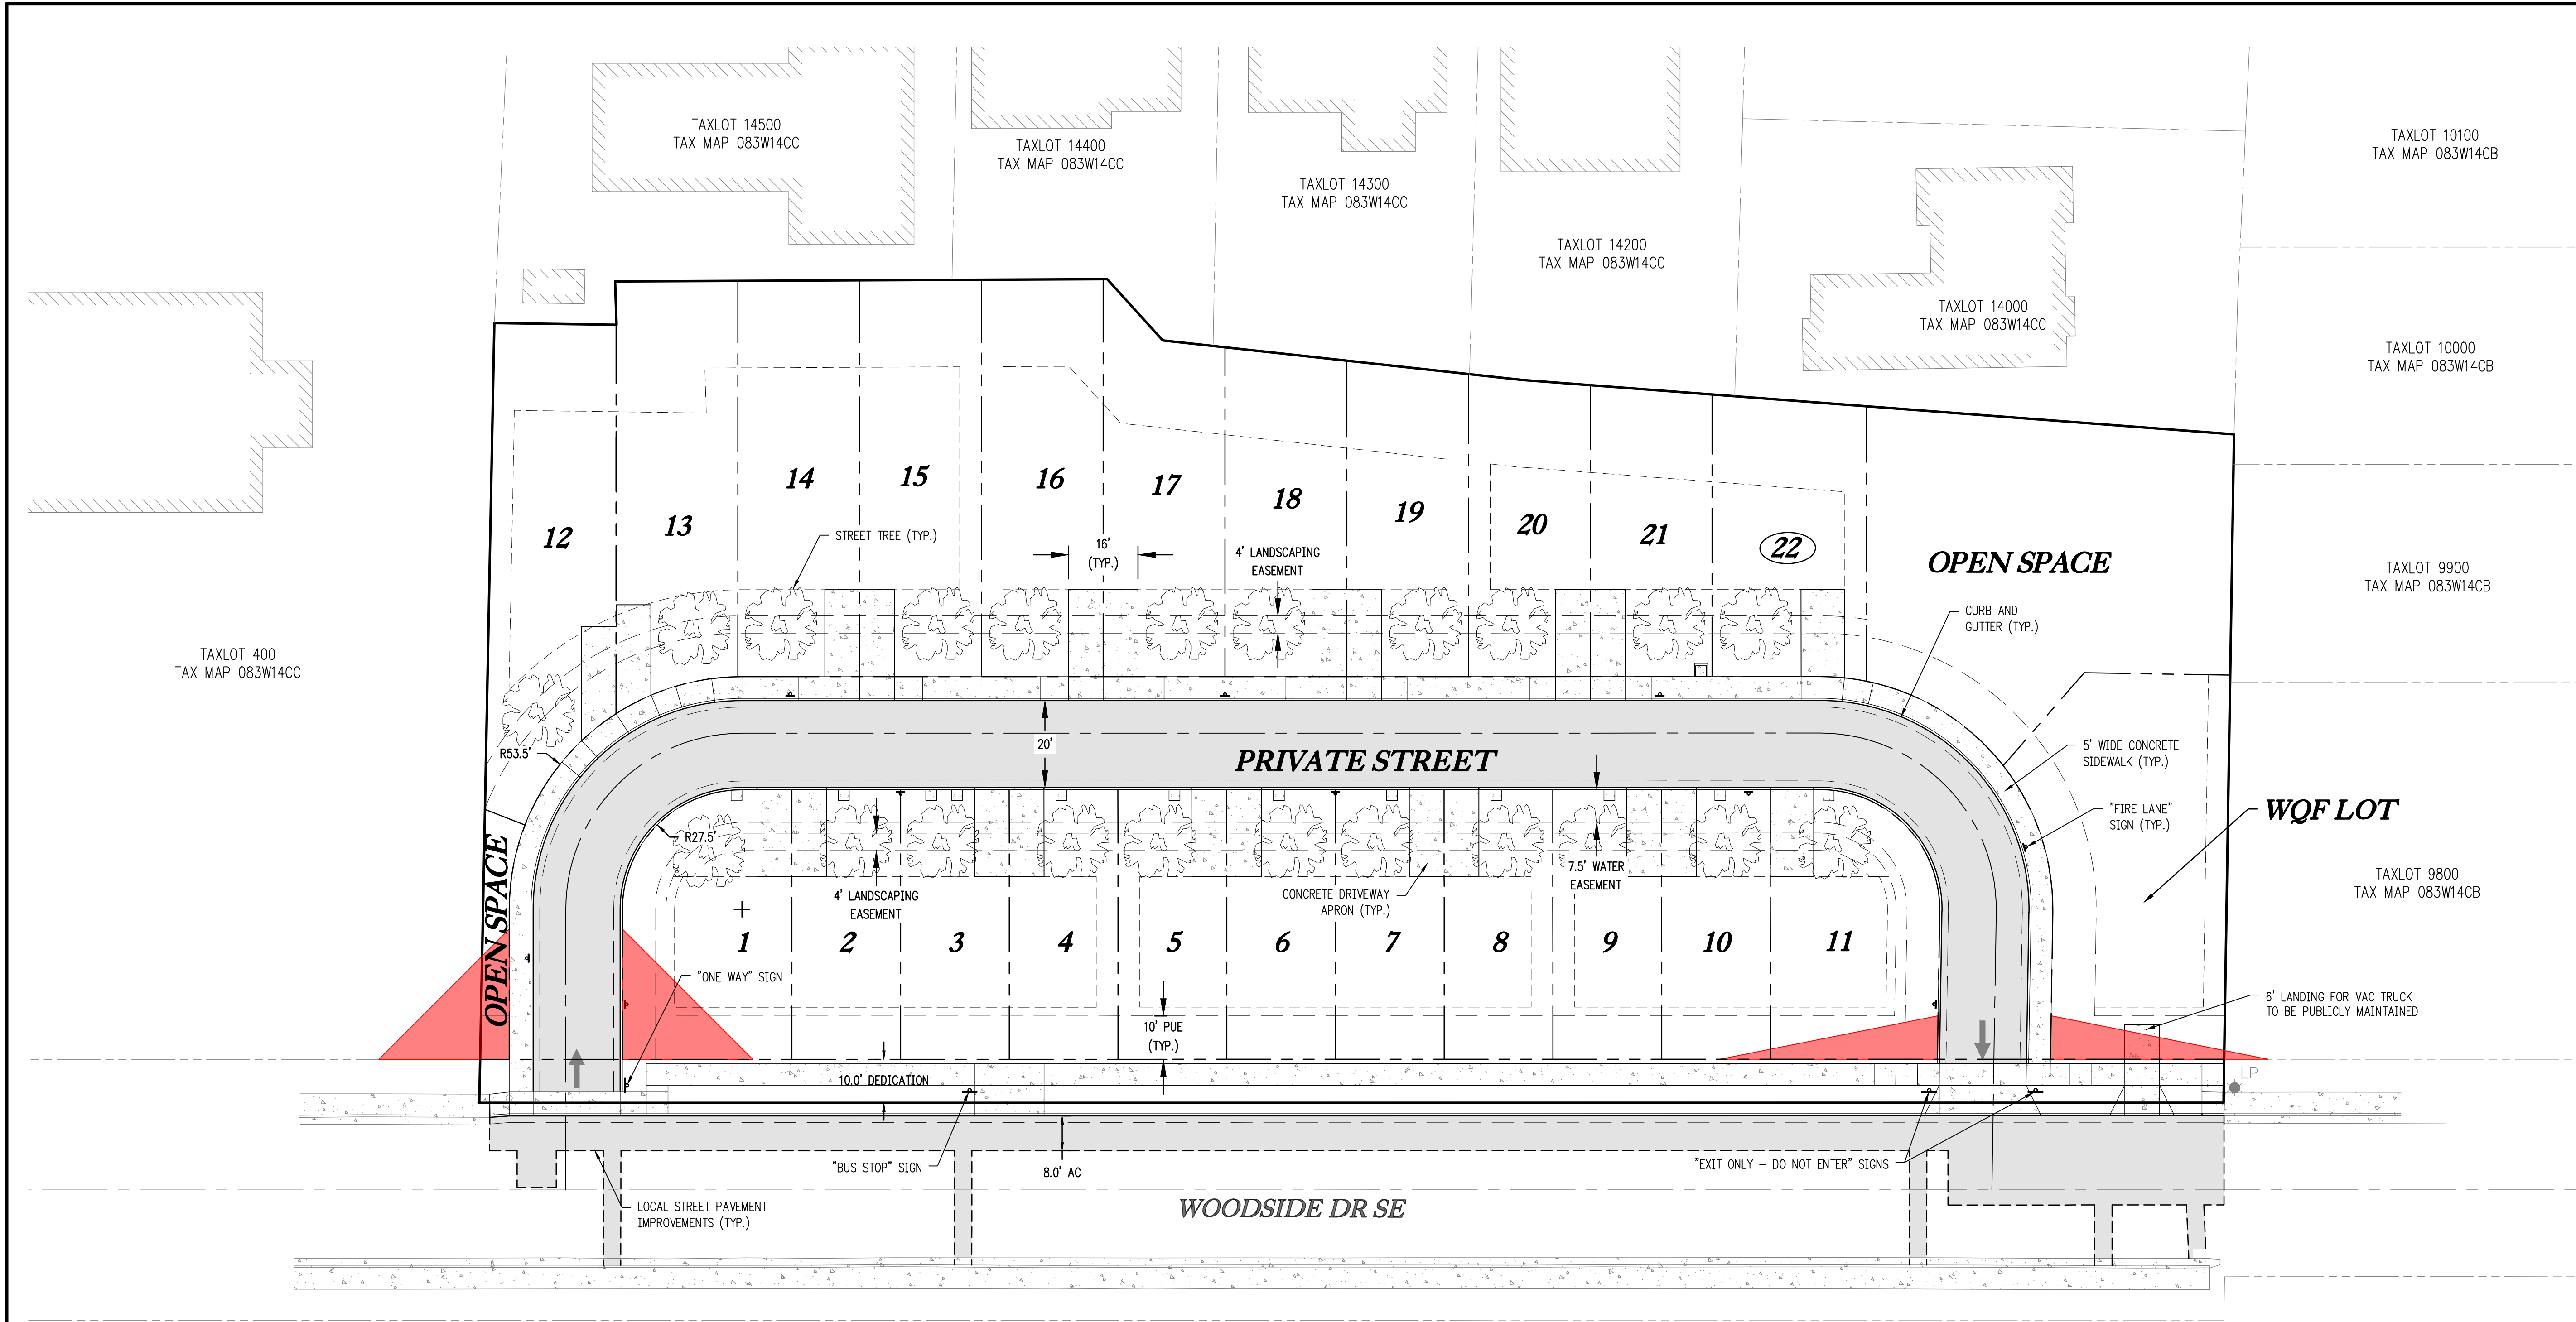 TAXLOT 14500
TAX MAP 083W14CC
TAXLOT 14400
TAX MAP 083W14CC
TAXLOT 14300
TAX MAP 083W14CC
TAXLOT 14200
TAX MAP 083W14CC
TAXLOT 14000
TAX MAP 083W14CC
TAXLOT 10100
TAX MAP 083W14CB
TAXLOT 10000
TAX MAP 083W14CB
TAXLOT 9900
TAX MAP 083W14CB
TAXLOT 9800
TAX MAP 083W14CB
TAXLOT 400
TAX MAP 083W14CC
12
13
14
15
16
17
18
19
20
21
22
OPEN SPACE
STREET TREE (TYP.)
16'
(TYP.)
4' LANDSCAPING
EASEMENT
CURB AND
GUTTER (TYP.)
R53.5'
20'
PRIVATE STREET
5' WIDE CONCRETE
SIDEWALK (TYP.)
"FIRE LANE"
SIGN (TYP.)
WQF LOT
R27.5'
4' LANDSCAPING
EASEMENT
CONCRETE DRIVEWAY
APRON (TYP.)
7.5' WATER
EASEMENT
OPEN SPACE
1
2
3
4
5
6
7
8
9
10
11
"ONE WAY" SIGN
10' PUE
(TYP.)
6' LANDING FOR VAC TRUCK
TO BE PUBLICLY MAINTAINED
10.0' DEDICATION
LP
"BUS STOP" SIGN
8.0' AC
"EXIT ONLY – DO NOT ENTER" SIGNS
LOCAL STREET PAVEMENT
IMPROVEMENTS (TYP.)
WOODSIDE DR SE